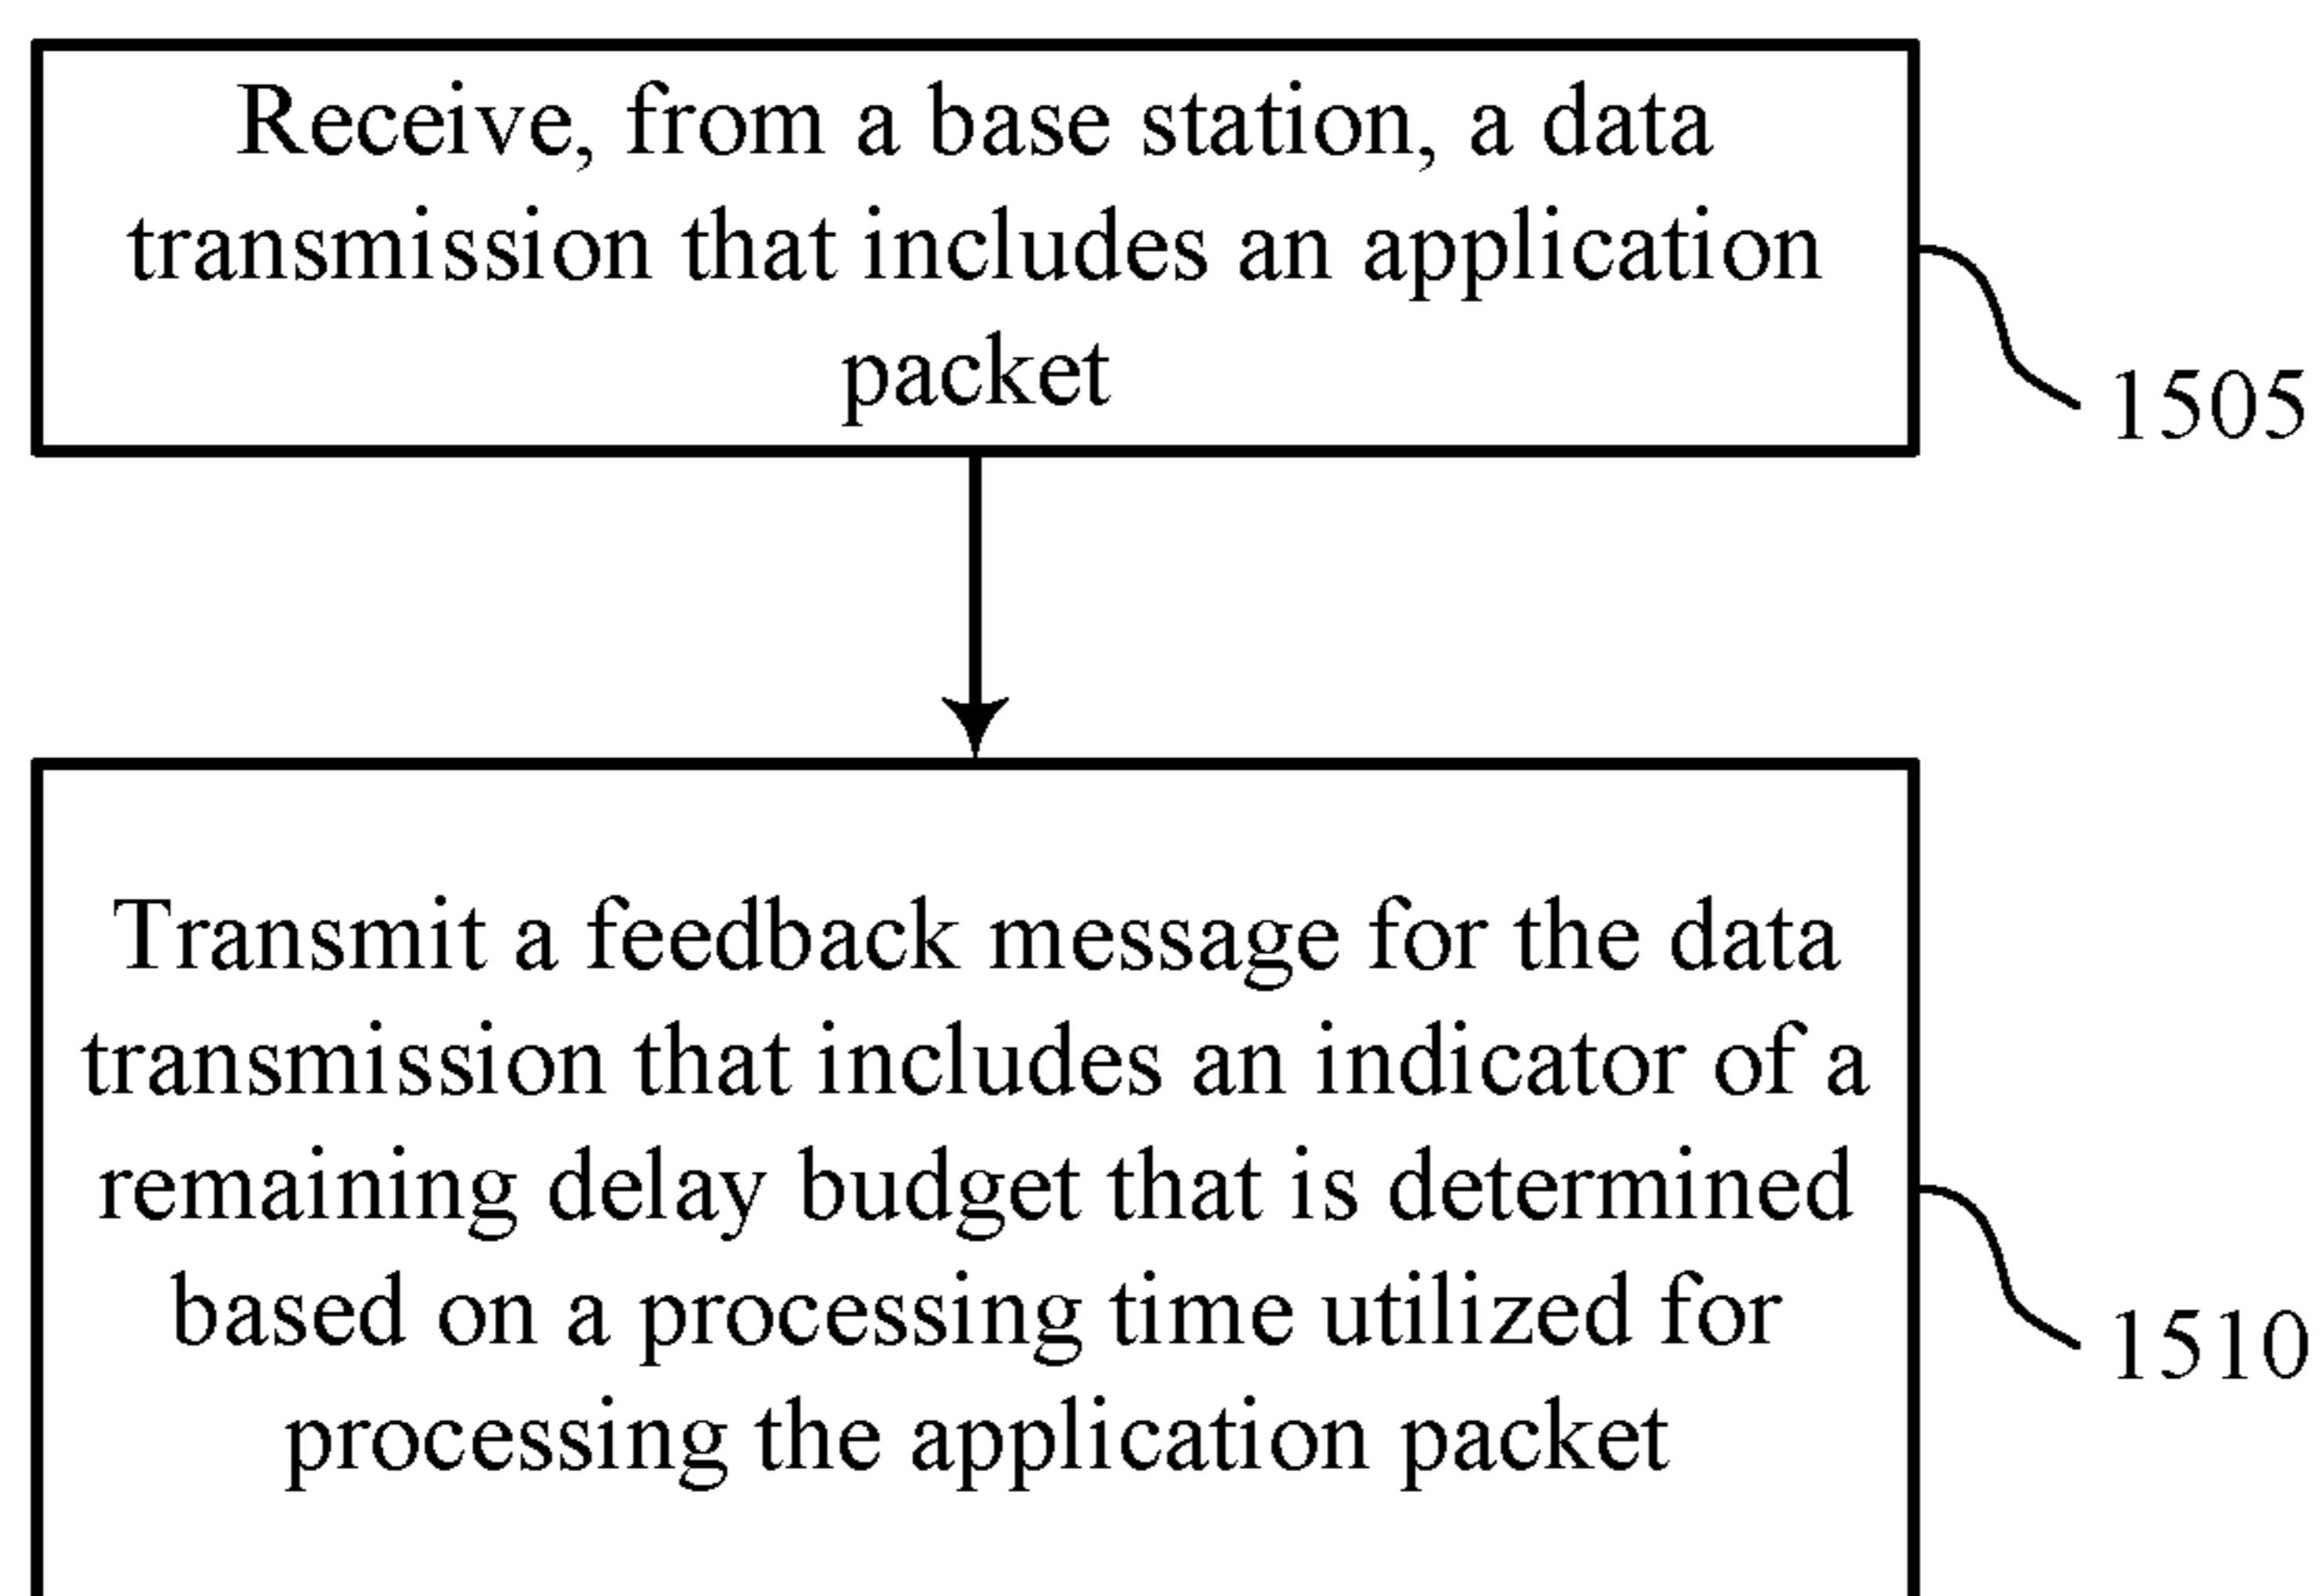 Receive, from a base station, a data
transmission that includes an application
packet
1505
Transmit a feedback message for the data
transmission that includes an indicator of a
remaining delay budget that is determined
based on a processing time utilized for
processing the application packet
1510